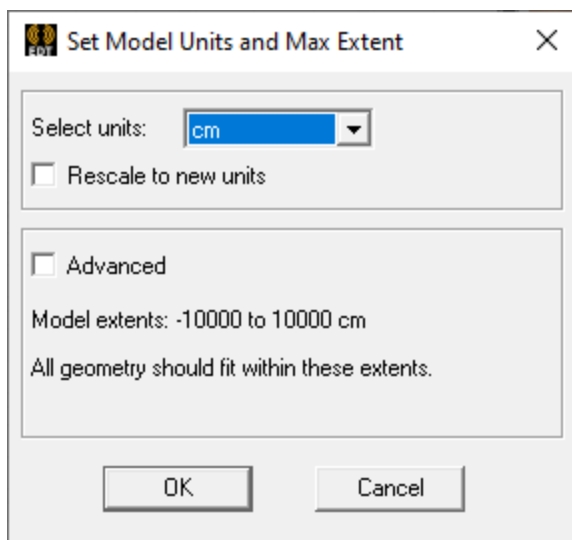 EDT Set Model Units and Max Extent
Select units: cm
Rescale to new units
Advanced
Model extents: -10000 to 10000 cm
All geometry should fit within these extents.
OK Cancel